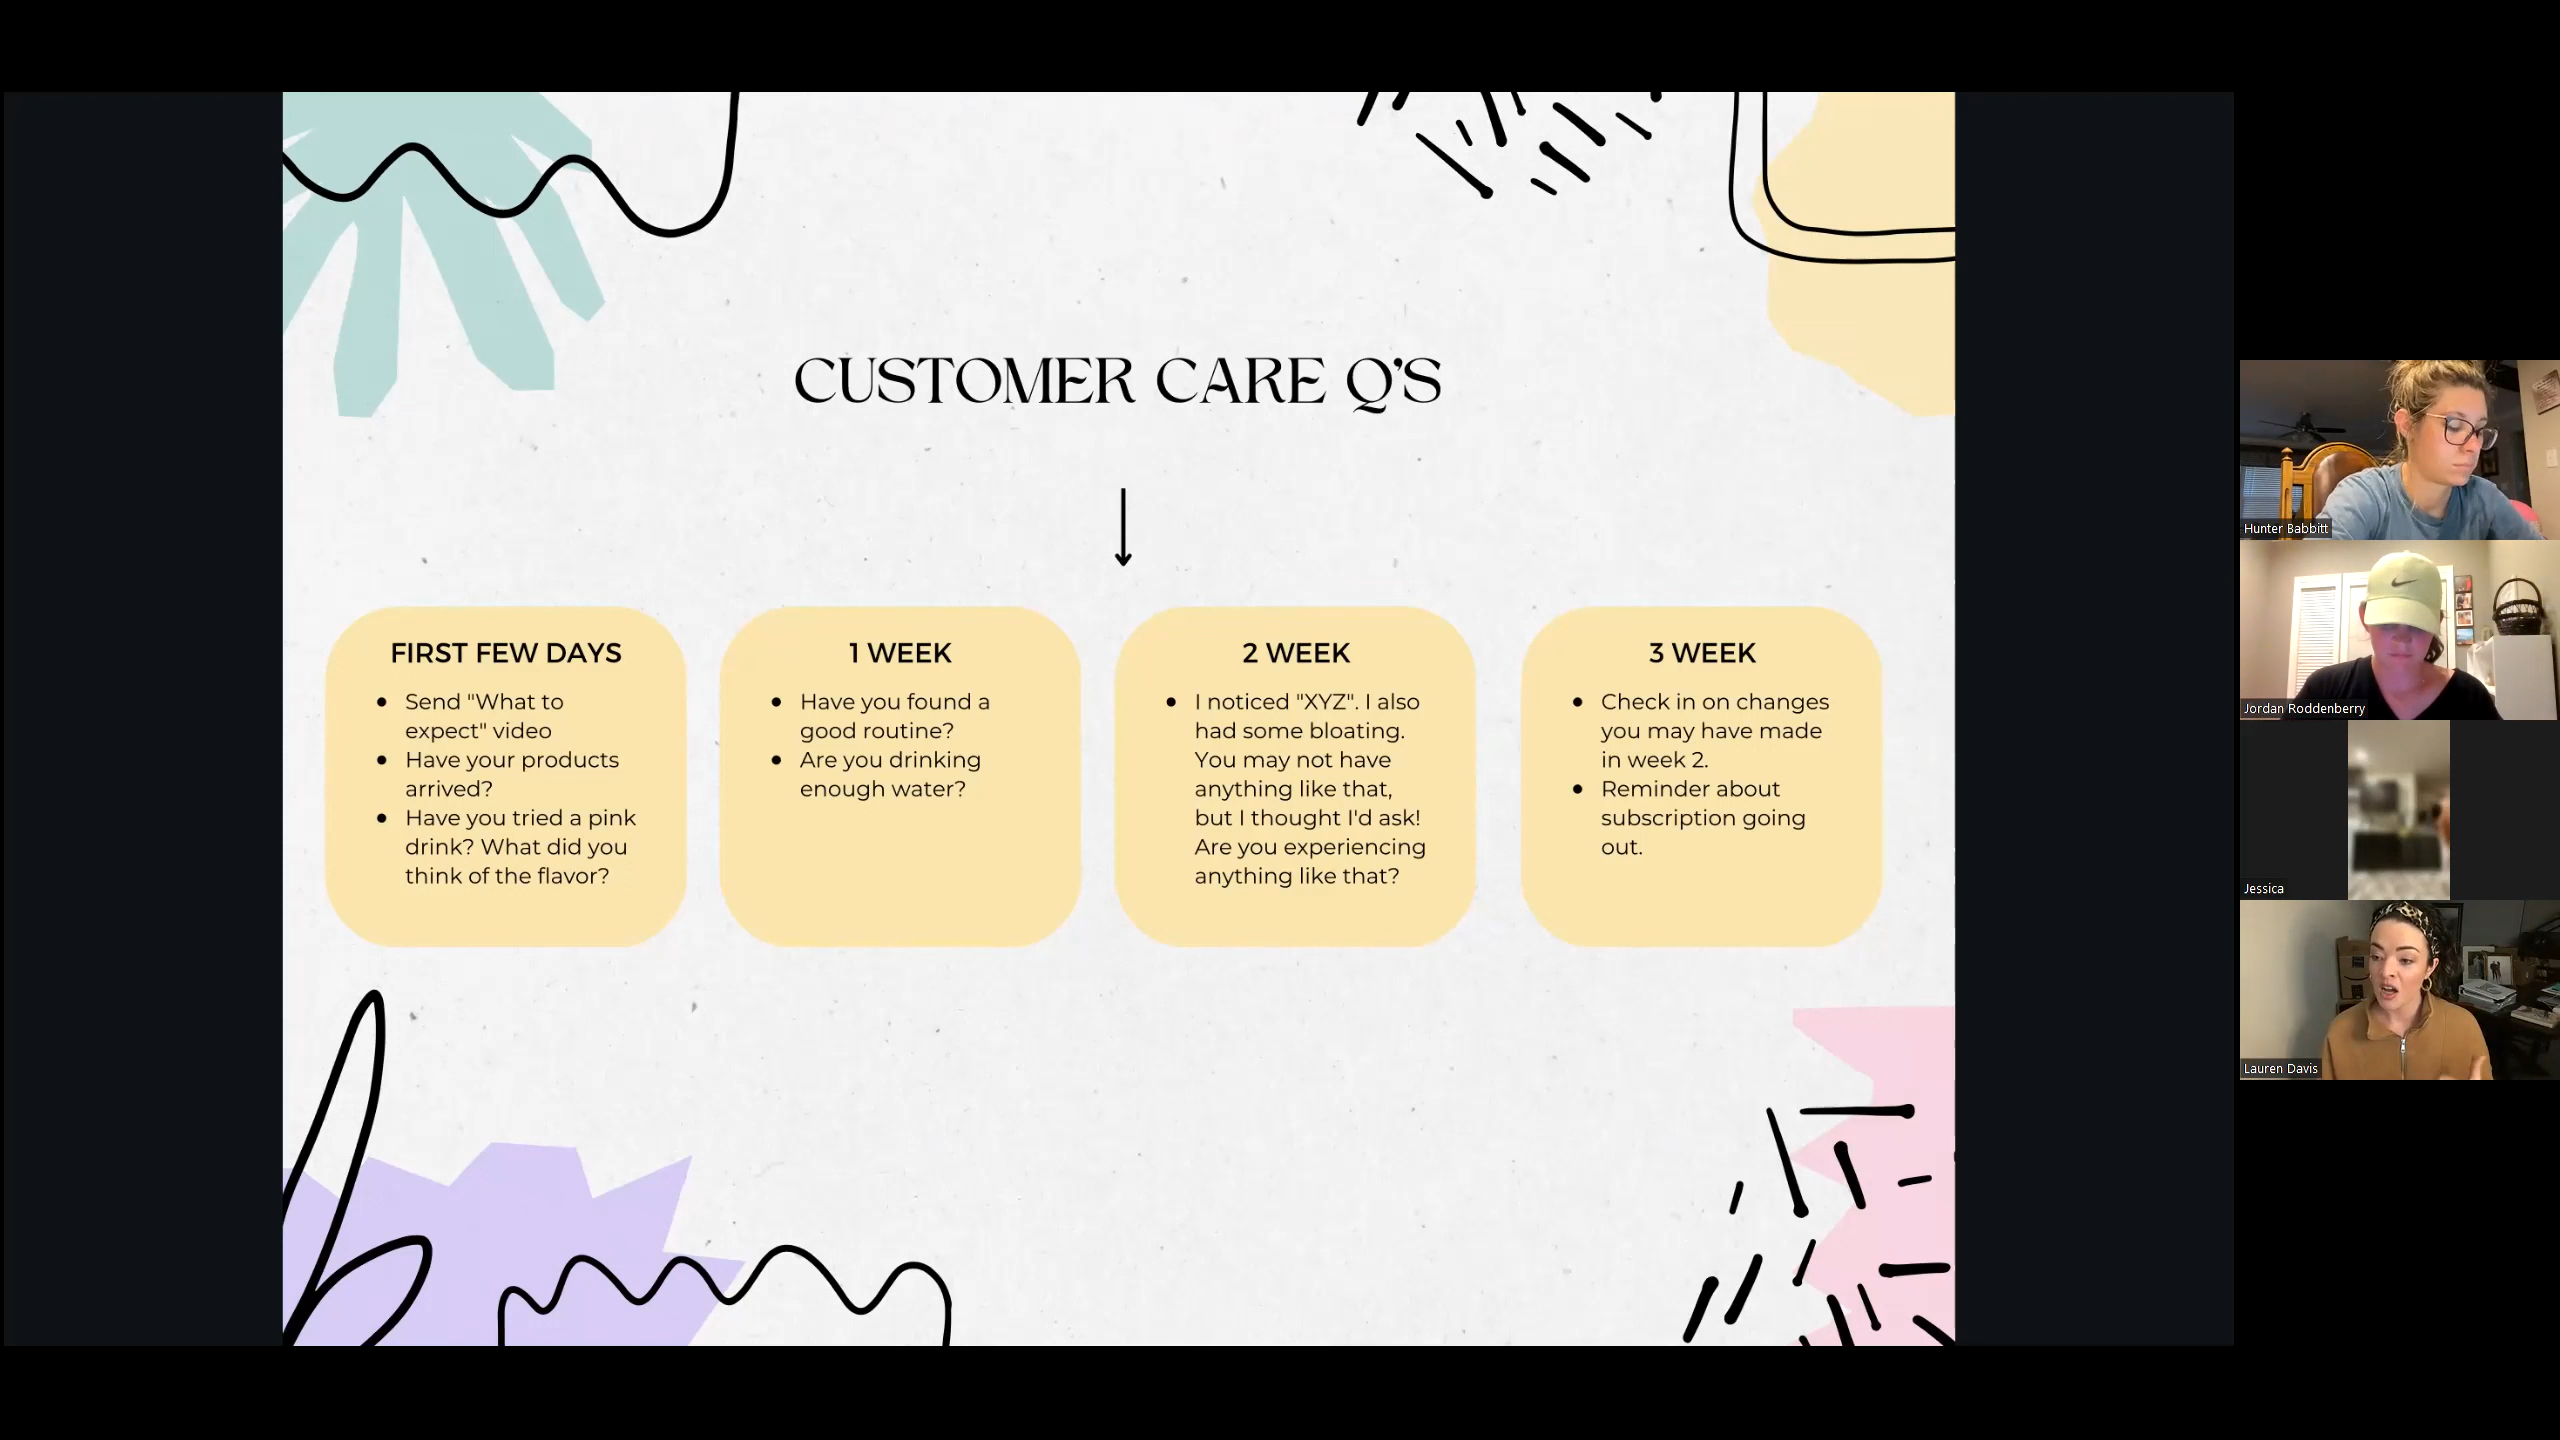 CUSTOMER CARE Q'S
FIRST FEW DAYS
• Send "What to
expect" video
• Have your products
arrived?
• Have you tried a pink
drink? What did you
think of the flavor?
1 WEEK
• Have you found a
good routine?
• Are you drinking
enough water?
2 WEEK
• I noticed "XYZ". I also
had some bloating.
You may not have
anything like that,
but I thought I'd ask!
Are you experiencing
anything like that?
3 WEEK
• Check in on changes
you may have made
in week 2.
• Reminder about
subscription going
out.
Hunter Babbitt
Jordan Roddenberry
Jessica
Lauren Davis